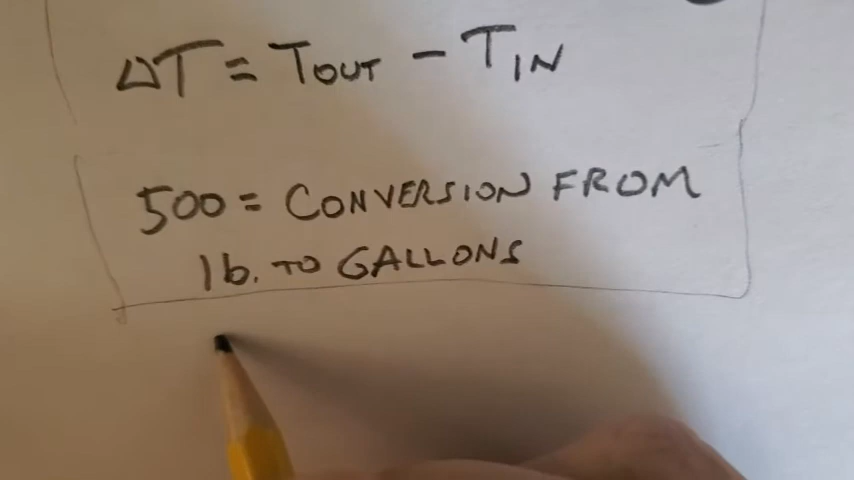 ΔT = TOUT - TIN
500 = CONVERSION FROM
lb. TO GALLONS